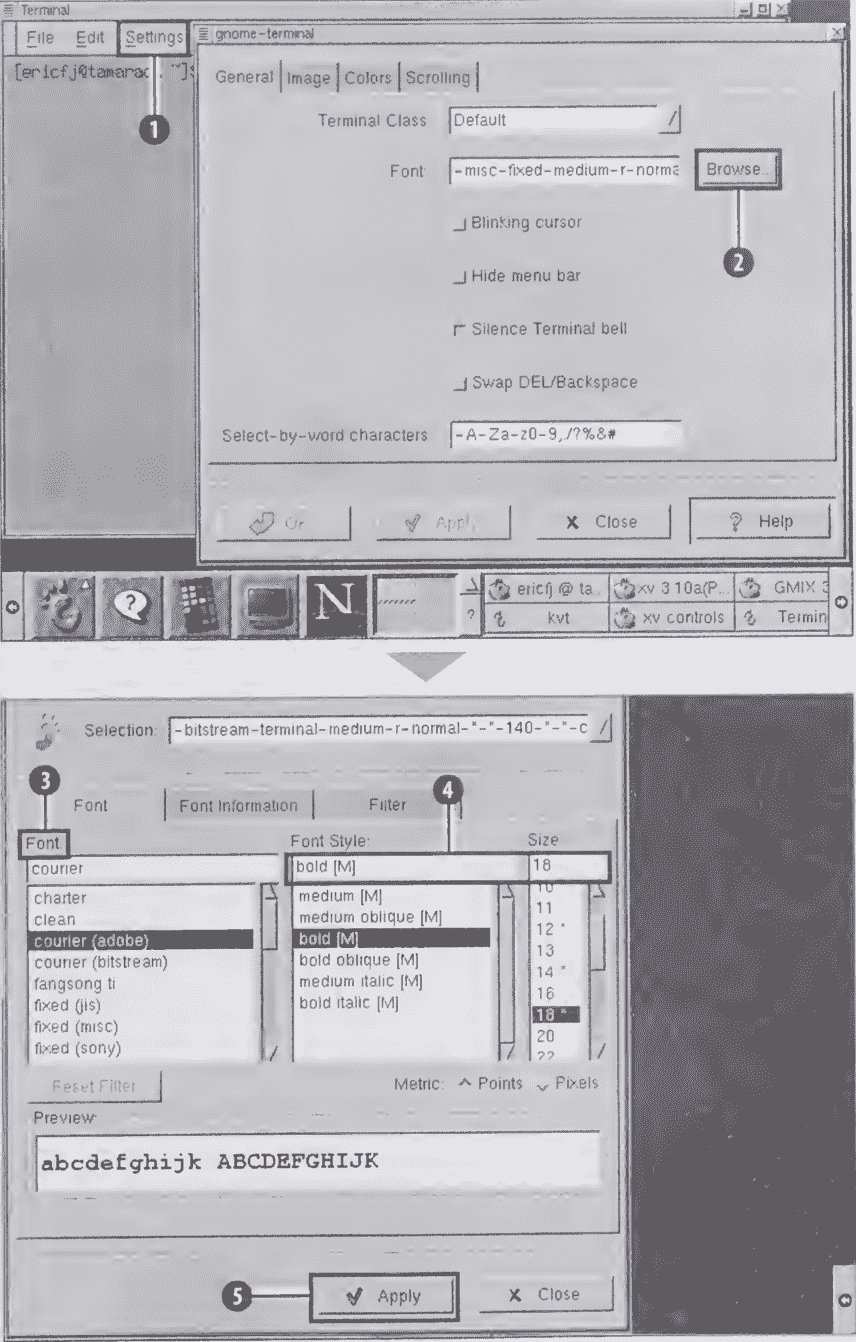 Terminal
File Edit Settings
gnome-terminal
[ericfj@tamarac
~]$
1
General Image Colors Scrolling
Terminal Class Default
Font -misc-fixed-medium-r-norma Browse..
2
Blinking cursor
Hide menu bar
Silence Terminal bell
Swap DEL/Backspace
Select-by-word characters -A-Za-z0-9,./?%&#
Apply X Close ? Help
? N ? ericfj @ ta.. xv 3 10a(P... GMIX 3
kvt xv controls Termin
Selection: -bitstream-terminal-medium-r-normal-*-*-140-*-*-c
3
4
Font Font Information Filter
Font: Font Style: Size
courier bold [M] 18
charter medium [M] 10
clean medium oblique [M] 11
courier (adobe) bold [M] 12 *
courier (bitstream) bold oblique [M] 13
fangsong ti medium italic [M] 14 *
fixed (jis) bold italic [M] 16
fixed (misc) 18 *
fixed (sony) 20
22
Reset Filter Metric: Points Pixels
Preview:
abcdefghijk ABCDEFGHIJK
5
Apply X Close